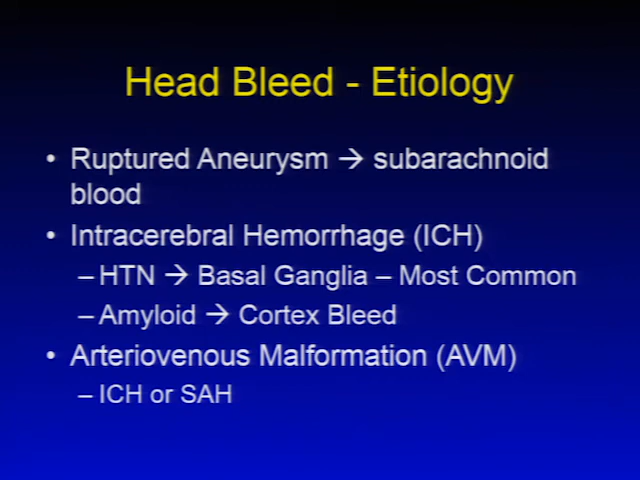 Head Bleed - Etiology
• Ruptured Aneurysm → subarachnoid
blood
• Intracerebral Hemorrhage (ICH)
– HTN → Basal Ganglia – Most Common
– Amyloid → Cortex Bleed
• Arteriovenous Malformation (AVM)
– ICH or SAH